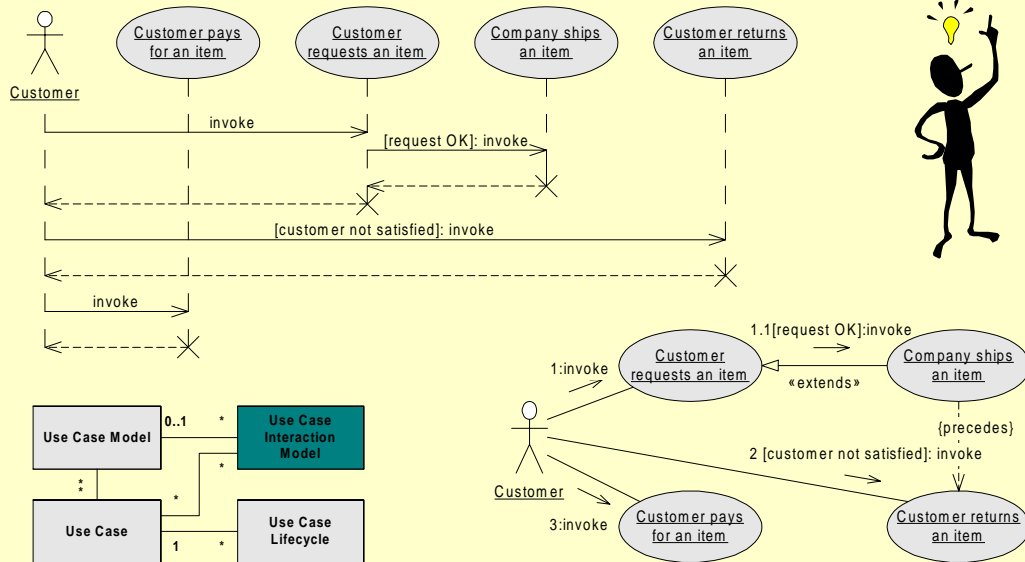 Customer pays
for an item
Customer
requests an item
Company ships
an item
Customer returns
an item
Customer
invoke
[request OK]: invoke
[customer not satisfied]: invoke
invoke
1.1[request OK]:invoke
Customer
requests an item
Company ships
an item
1:invoke
«extends»
{precedes}
2 [customer not satisfied]: invoke
Customer
3:invoke
Customer pays
for an item
Customer returns
an item
Use Case Model
0..1
*
Use Case
Interaction
Model
*
*
*
*
Use Case
1
*
Use Case
Lifecycle